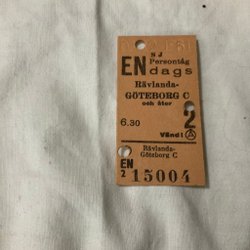 SJ
EN Persontåg
dags
Rävlanda-
GÖTEBORG C
och åter
6.30 2
Vänd!
Rävlanda-
Göteborg C
EN
2 15004